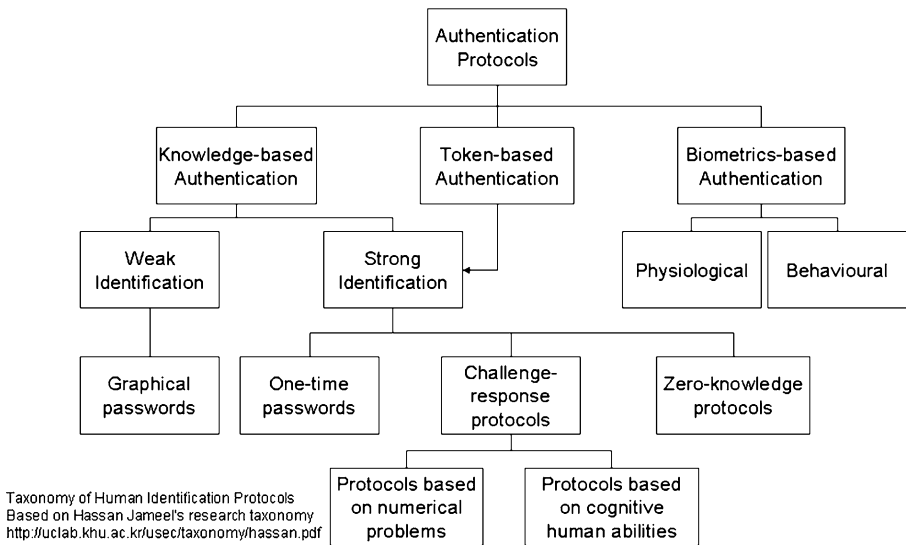 Authentication
Protocols
Knowledge-based
Authentication
Token-based
Authentication
Biometrics-based
Authentication
Weak
Identification
Strong
Identification
Physiological
Behavioural
Graphical
passwords
One-time
passwords
Challenge-
response
protocols
Zero-knowledge
protocols
Protocols based
on numerical
problems
Protocols based
on cognitive
human abilities
Taxonomy of Human Identification Protocols
Based on Hassan Jameel's research taxonomy
http://uclab.khu.ac.kr/usec/taxonomy/hassan.pdf